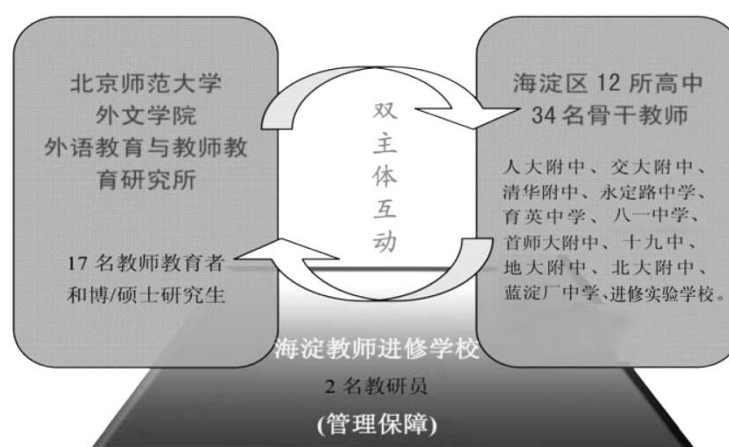 北京师范大学
外文学院
外语教育与教师教
育研究所
17 名教师教育者
和博/硕士研究生
双
主
体
互
动
海淀区 12 所高中
34 名骨干教师
人大附中、交大附中、
清华附中、永定路中学、
育英中学、八一中学、
首师大附中、十九中、
地大附中、北大附中、
蓝淀厂中学、进修实验学校。
海淀教师进修学校
2 名教研员
(管理保障)